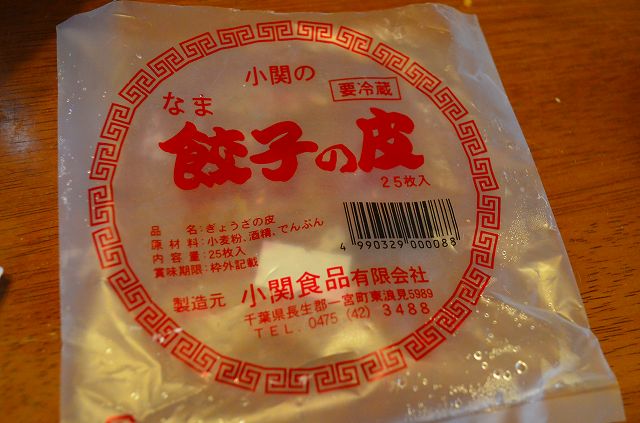 小関の
要冷蔵
なま
餃子の皮
25枚入
品名:ぎょうざの皮
原材料:小麦粉、酒精、でんぷん
内容量:25枚入
賞味期限:枠外記載
4 990329 000088
製造元 小関食品有限会社
千葉県長生郡一宮町東浪見5989
TEL. 0475 (42) 3488